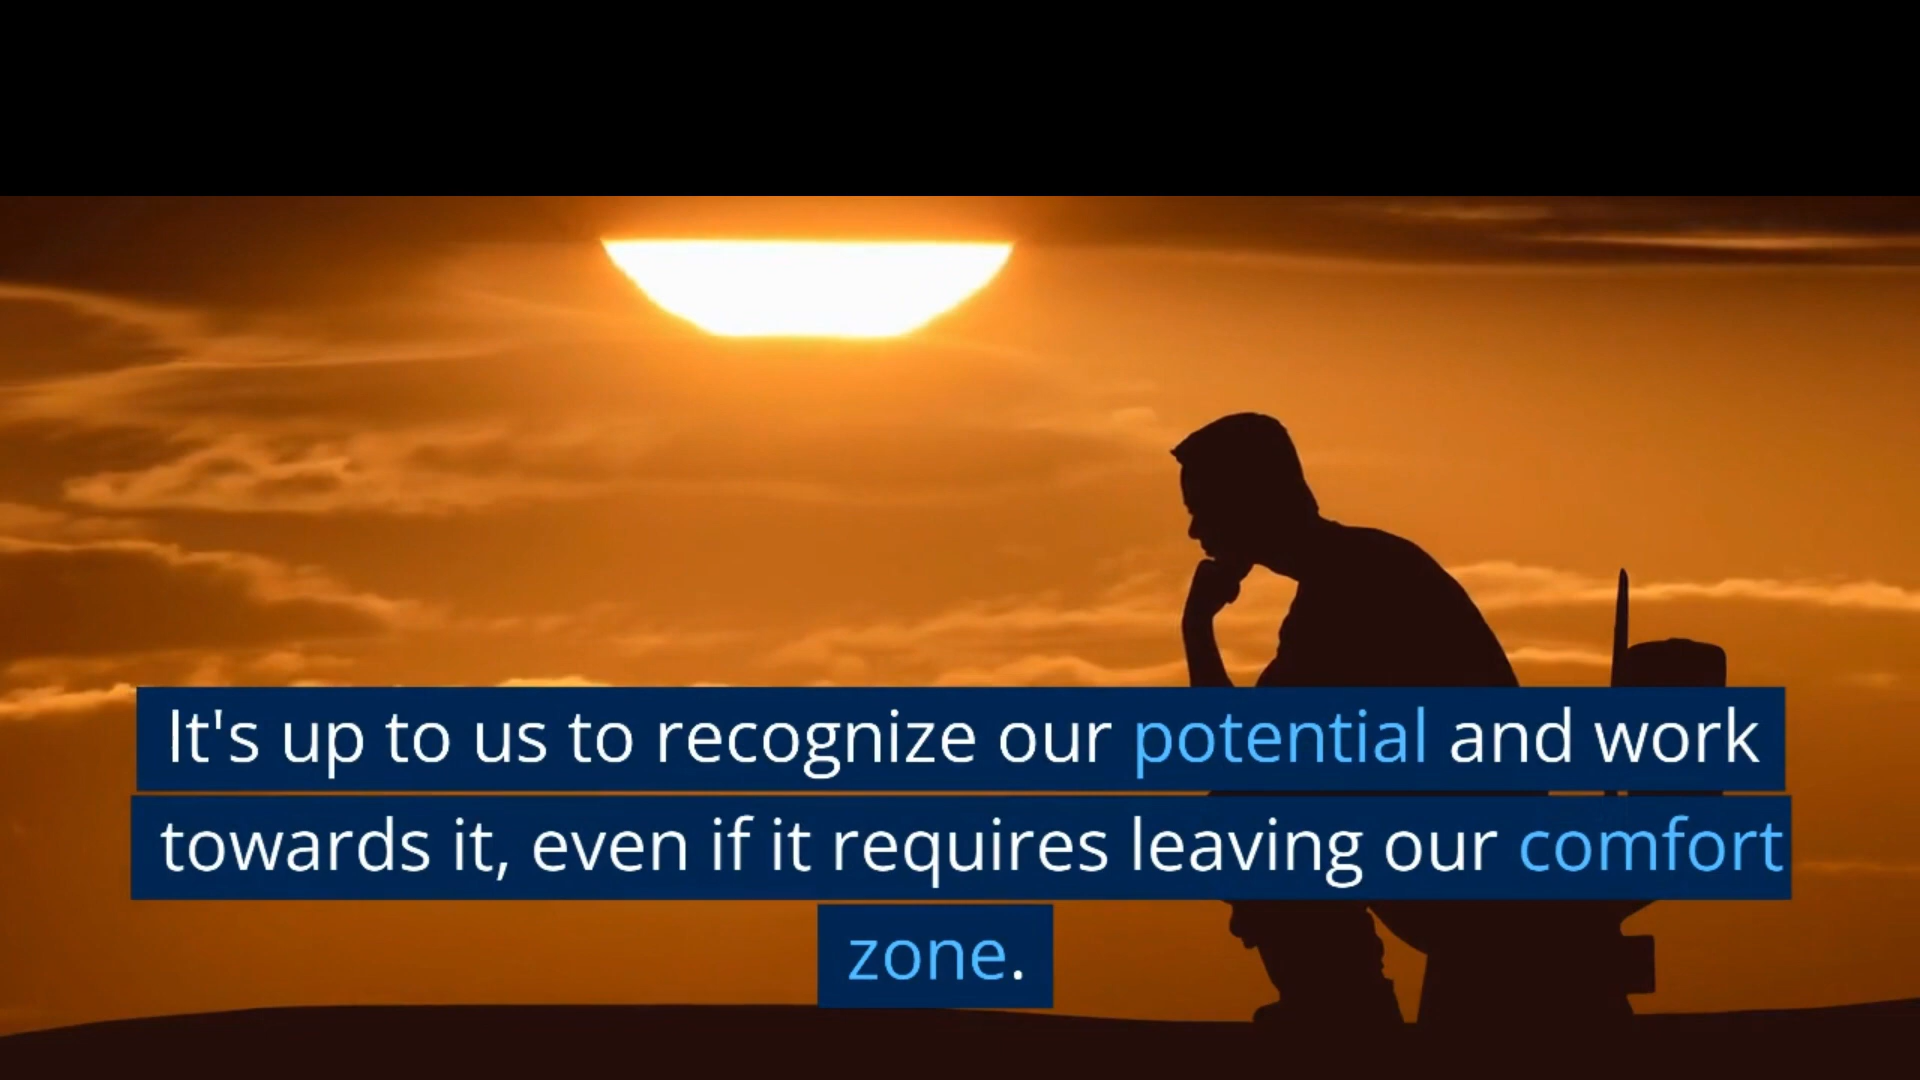 It's up to us to recognize our potential and work
towards it, even if it requires leaving our comfort
zone.